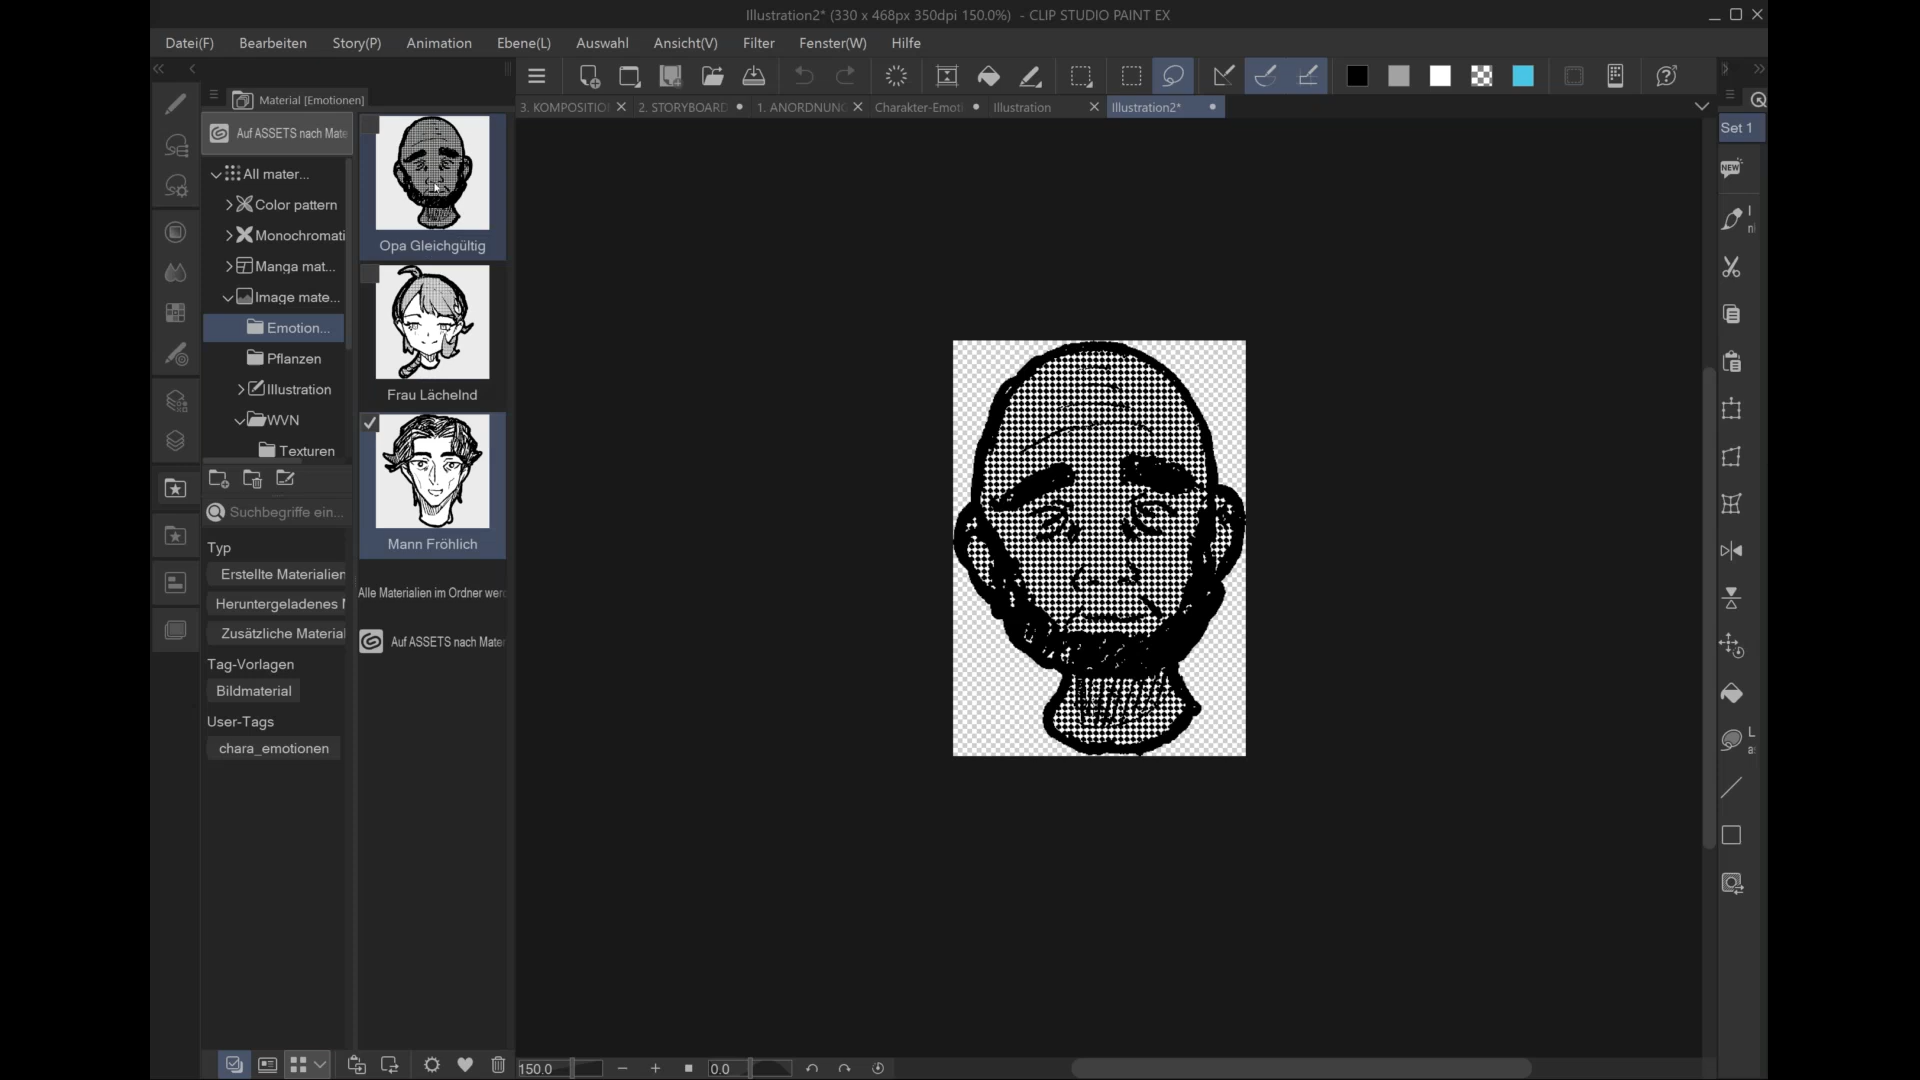 Illustration2* (330 x 468px 350dpi 150.0%) - CLIP STUDIO PAINT EX
Datei(F) Bearbeiten Story(P) Animation Ebene(L) Auswahl Ansicht(V) Filter Fenster(W) Hilfe
3. KOMPOSITIO 2. STORYBOARD 1. ANORDNUNG Charakter-Emoti Illustration Illustration2*
Material [Emotionen]
Auf ASSETS nach Mate
All mater...
Color pattern
Monochromati
Manga mat...
Image mate...
Emotion...
Pflanzen
Illustration
WVN
Texturen
Suchbegriffe ein...
Typ
Erstellte Materialien
Heruntergeladenes M
Zusätzliche Material
Tag-Vorlagen
Bildmaterial
User-Tags
chara_emotionen
Opa Gleichgültig
Frau Lächelnd
Mann Fröhlich
Alle Materialien im Ordner werd
Auf ASSETS nach Mate
Set 1
NEW
150.0 0.0